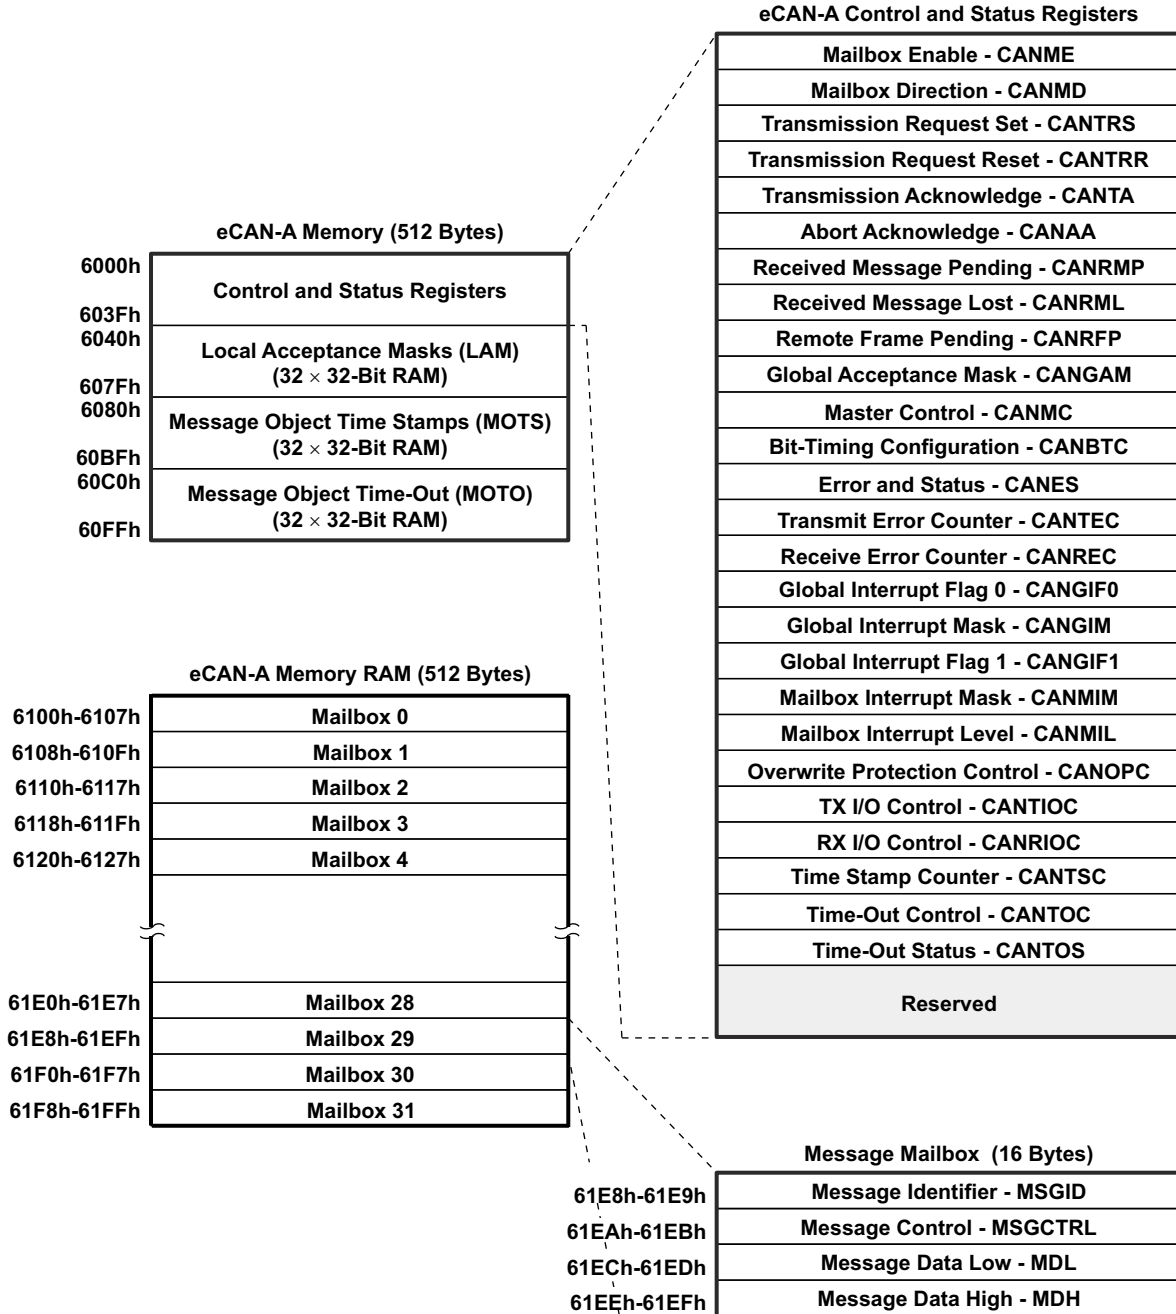 eCAN-A Control and Status Registers
Mailbox Enable - CANME
Mailbox Direction - CANMD
Transmission Request Set - CANTRS
Transmission Request Reset - CANTRR
Transmission Acknowledge - CANTA
Abort Acknowledge - CANAA
Received Message Pending - CANRMP
Received Message Lost - CANRML
Remote Frame Pending - CANRFP
Global Acceptance Mask - CANGAM
Master Control - CANMC
Bit-Timing Configuration - CANBTC
Error and Status - CANES
Transmit Error Counter - CANTEC
Receive Error Counter - CANREC
Global Interrupt Flag 0 - CANGIF0
Global Interrupt Mask - CANGIM
Global Interrupt Flag 1 - CANGIF1
Mailbox Interrupt Mask - CANMIM
Mailbox Interrupt Level - CANMIL
Overwrite Protection Control - CANOPC
TX I/O Control - CANTIOC
RX I/O Control - CANRIOC
Time Stamp Counter - CANTSC
Time-Out Control - CANTOC
Time-Out Status - CANTOS
Reserved
eCAN-A Memory (512 Bytes)
6000h
Control and Status Registers
603Fh
6040h
Local Acceptance Masks (LAM)
(32 × 32-Bit RAM)
607Fh
6080h
Message Object Time Stamps (MOTS)
(32 × 32-Bit RAM)
60BFh
60C0h
Message Object Time-Out (MOTO)
(32 × 32-Bit RAM)
60FFh
eCAN-A Memory RAM (512 Bytes)
6100h-6107h Mailbox 0
6108h-610Fh Mailbox 1
6110h-6117h Mailbox 2
6118h-611Fh Mailbox 3
6120h-6127h Mailbox 4
61E0h-61E7h Mailbox 28
61E8h-61EFh Mailbox 29
61F0h-61F7h Mailbox 30
61F8h-61FFh Mailbox 31
Message Mailbox (16 Bytes)
61E8h-61E9h Message Identifier - MSGID
61EAh-61EBh Message Control - MSGCTRL
61ECh-61EDh Message Data Low - MDL
61EEh-61EFh Message Data High - MDH